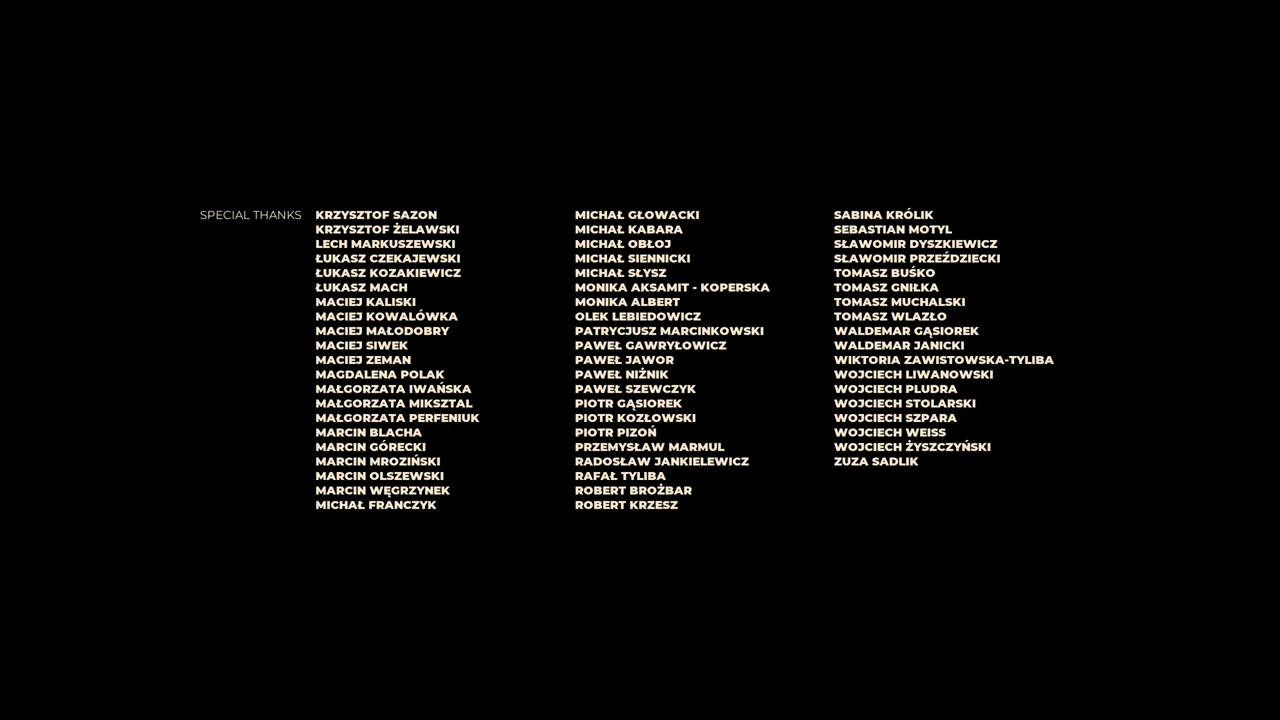 SPECIAL THANKS
KRZYSZTOF SAZON
KRZYSZTOF ŻELAWSKI
LECH MARKUSZEWSKI
ŁUKASZ CZEKAJEWSKI
ŁUKASZ KOZAKIEWICZ
ŁUKASZ MACH
MACIEJ KALISKI
MACIEJ KOWALÓWKA
MACIEJ MAŁODOBRY
MACIEJ SIWEK
MACIEJ ZEMAN
MAGDALENA POLAK
MAŁGORZATA IWAŃSKA
MAŁGORZATA MIKSZTAL
MAŁGORZATA PERFENIUK
MARCIN BLACHA
MARCIN GÓRECKI
MARCIN MROZIŃSKI
MARCIN OLSZEWSKI
MARCIN WĘGRZYNEK
MICHAŁ FRANCZYK
MICHAŁ GŁOWACKI
MICHAŁ KABARA
MICHAŁ OBŁOJ
MICHAŁ SIENNICKI
MICHAŁ SŁYSZ
MONIKA AKSAMIT - KOPERSKA
MONIKA ALBERT
OLEK LEBIEDOWICZ
PATRYCJUSZ MARCINKOWSKI
PAWEŁ GAWRYŁOWICZ
PAWEŁ JAWOR
PAWEŁ NIŻNIK
PAWEŁ SZEWCZYK
PIOTR GĄSIOREK
PIOTR KOZŁOWSKI
PIOTR PIZOŃ
PRZEMYSŁAW MARMUL
RADOSŁAW JANKIELEWICZ
RAFAŁ TYLIBA
ROBERT BROŻBAR
ROBERT KRZESZ
SABINA KRÓLIK
SEBASTIAN MOTYL
SŁAWOMIR DYSZKIEWICZ
SŁAWOMIR PRZEŹDZIECKI
TOMASZ BUŚKO
TOMASZ GNIŁKA
TOMASZ MUCHALSKI
TOMASZ WLAZŁO
WALDEMAR GĄSIOREK
WALDEMAR JANICKI
WIKTORIA ZAWISTOWSKA-TYLIBA
WOJCIECH LIWANOWSKI
WOJCIECH PLUDRA
WOJCIECH STOLARSKI
WOJCIECH SZPARA
WOJCIECH WEISS
WOJCIECH ŻYSZCZYŃSKI
ZUZA SADLIK